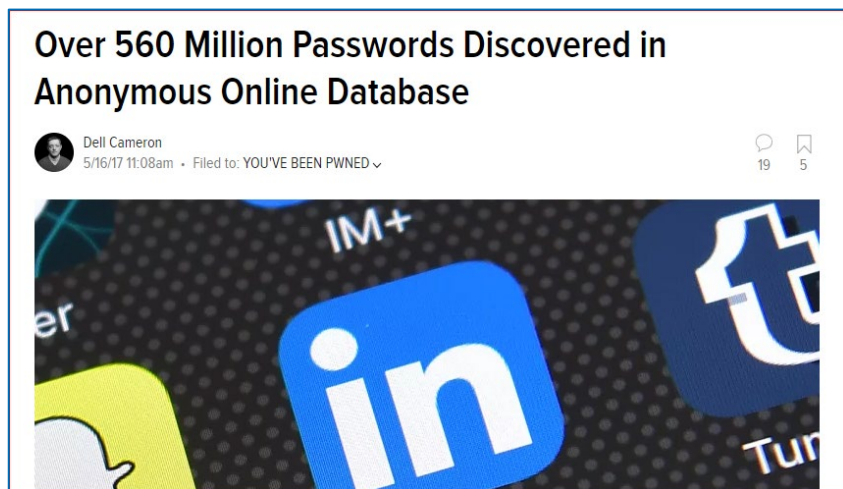 Over 560 Million Passwords Discovered in
Anonymous Online Database
Dell Cameron
5/16/17 11:08am • Filed to: YOU'VE BEEN PWNED
19 5
IM+
er
in
t
Tum